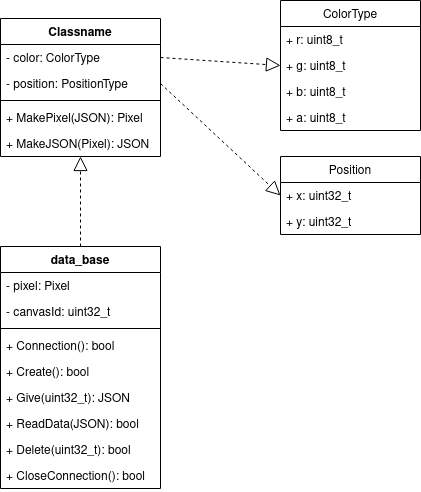 Classname
- color: ColorType
- position: PositionType
+ MakePixel(JSON): Pixel
+ MakeJSON(Pixel): JSON
ColorType
+ r: uint8_t
+ g: uint8_t
+ b: uint8_t
+ a: uint8_t
Position
+ x: uint32_t
+ y: uint32_t
data_base
- pixel: Pixel
- canvasId: uint32_t
+ Connection(): bool
+ Create(): bool
+ Give(uint32_t): JSON
+ ReadData(JSON): bool
+ Delete(uint32_t): bool
+ CloseConnection(): bool